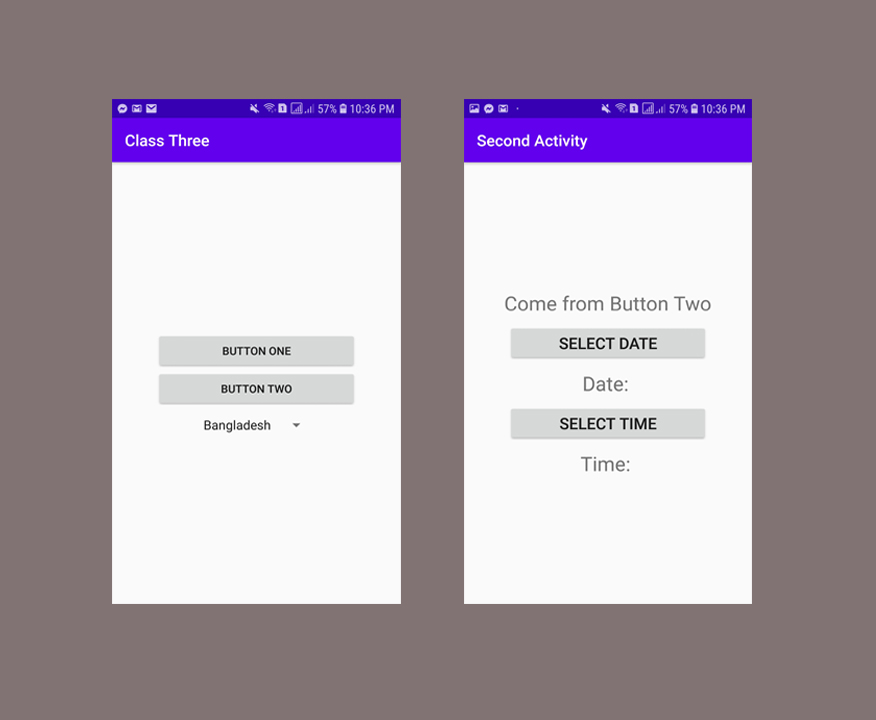 57% 10:36 PM
Class Three
BUTTON ONE
BUTTON TWO
Bangladesh
57% 10:36 PM
Second Activity
Come from Button Two
SELECT DATE
Date:
SELECT TIME
Time: